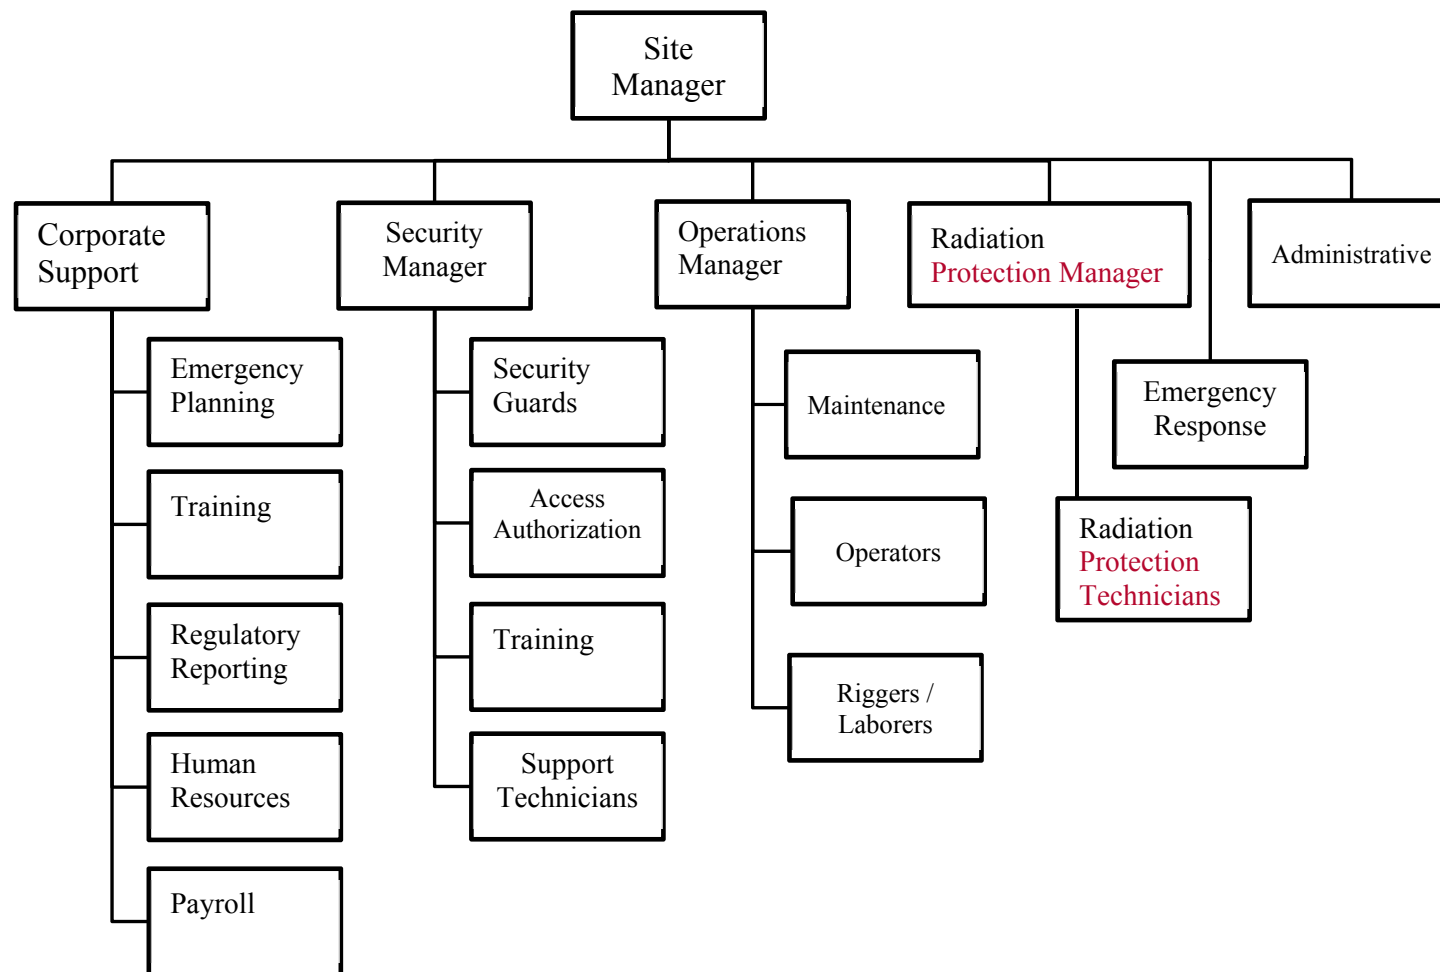 Site
Manager
Corporate
Support
Security
Manager
Operations
Manager
Radiation
Protection Manager
Administrative
Emergency
Planning
Training
Regulatory
Reporting
Human
Resources
Payroll
Security
Guards
Access
Authorization
Training
Support
Technicians
Maintenance
Operators
Riggers /
Laborers
Emergency
Response
Radiation
Protection
Technicians